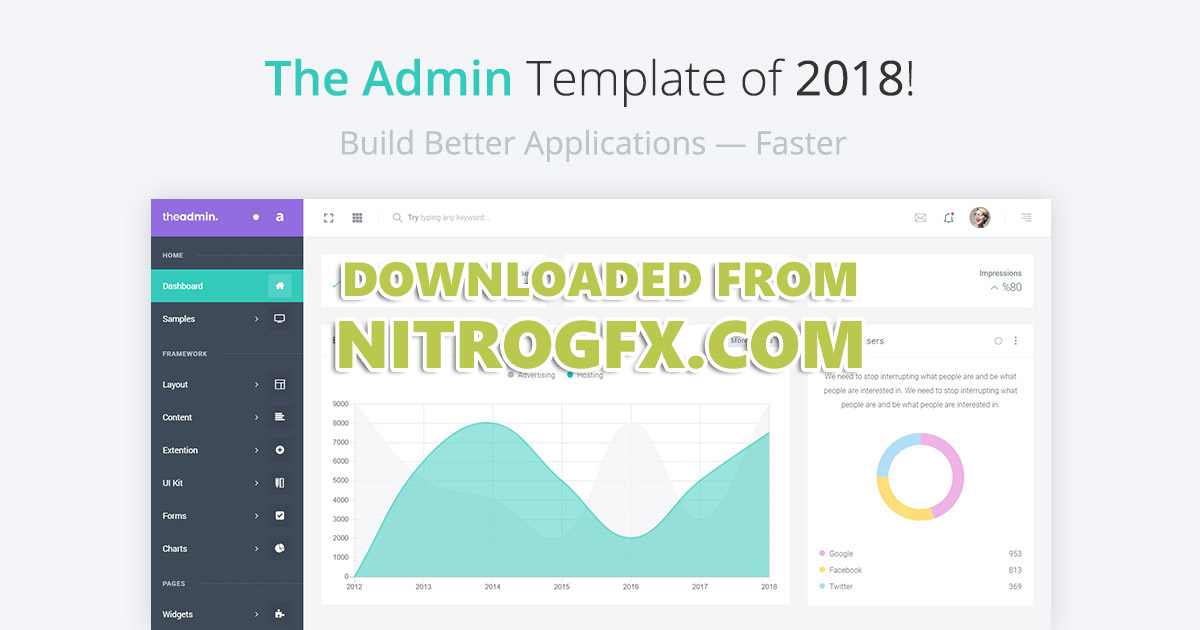 The Admin Template of 2018!
Build Better Applications — Faster
theadmin.
a
Try typing any keyword...
HOME
Dashboard
Samples
FRAMEWORK
Layout
Content
Extention
UI Kit
Forms
Charts
PAGES
Widgets
DOWNLOADED FROM
NITROGFX.COM
Impressions
%80
More
sers
Advertising
Hosting
We need to stop interrupting what people are and be what
people are interested in. We need to stop interrupting what
people are and be what people are interested in.
9000
8000
7000
6000
5000
4000
3000
2000
1000
0
2012
2013
2014
2015
2016
2017
2018
Google 953
Facebook 813
Twitter 369